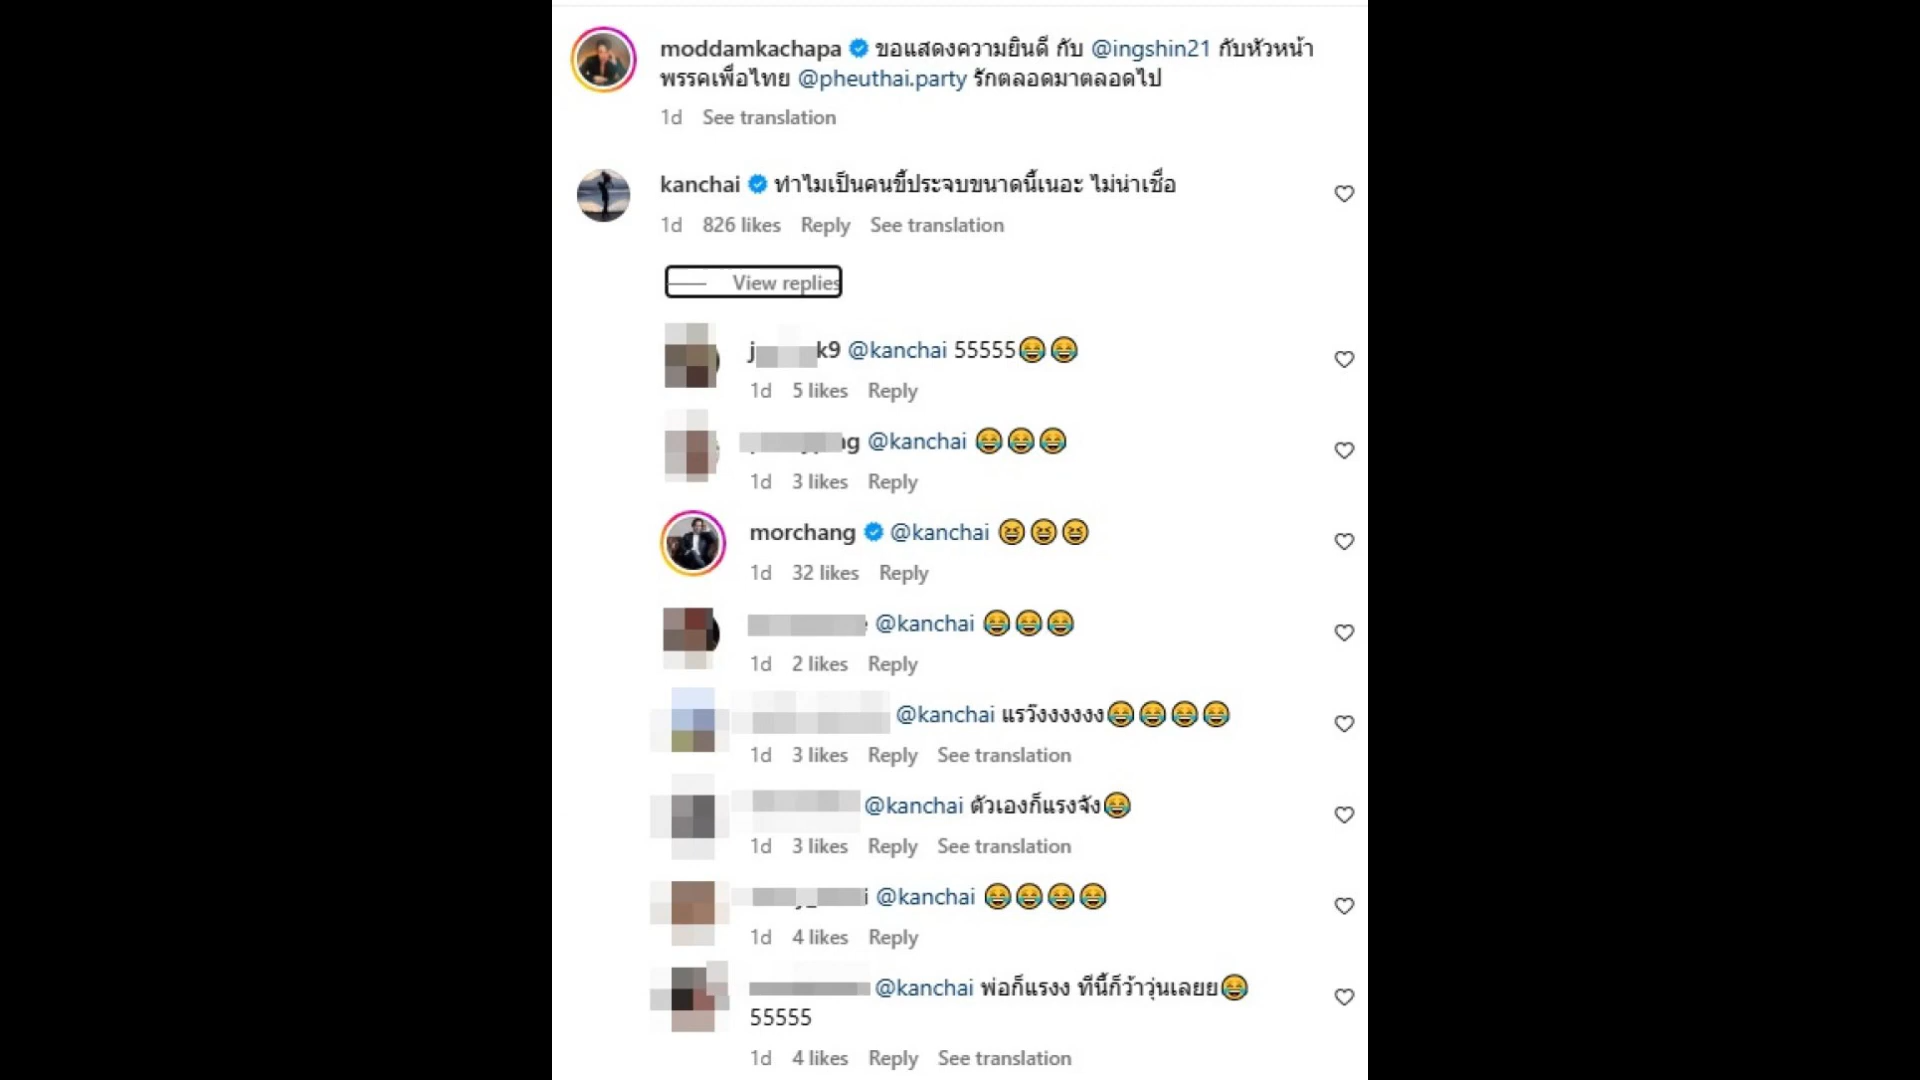 moddamkachapa ขอแสดงความยินดี กับ @ingshin21 กับหัวหน้า
พรรคเพื่อไทย @pheuthai.party รักตลอดมาตลอดไป
1d See translation
kanchai ทำไมเป็นคนขี้ประจบขนาดนี้เนอะ ไม่น่าเชื่อ
1d 826 likes Reply See translation
View replies
@kanchai 55555😂😂
1d 5 likes Reply
@kanchai 😂😂😂
1d 3 likes Reply
morchang @kanchai 😆😆😆
1d 32 likes Reply
@kanchai 😂😂😂
1d 2 likes Reply
@kanchai แรว๊งงงงงง😂😂😂😂
1d 3 likes Reply See translation
@kanchai ตัวเองก็แรงจัง😂
1d 3 likes Reply See translation
@kanchai 😂😂😂😂
1d 4 likes Reply
@kanchai พ่อก็แรงง ทีนี้ก็ว้าวุ่นเลยย😂
55555
1d 4 likes Reply See translation